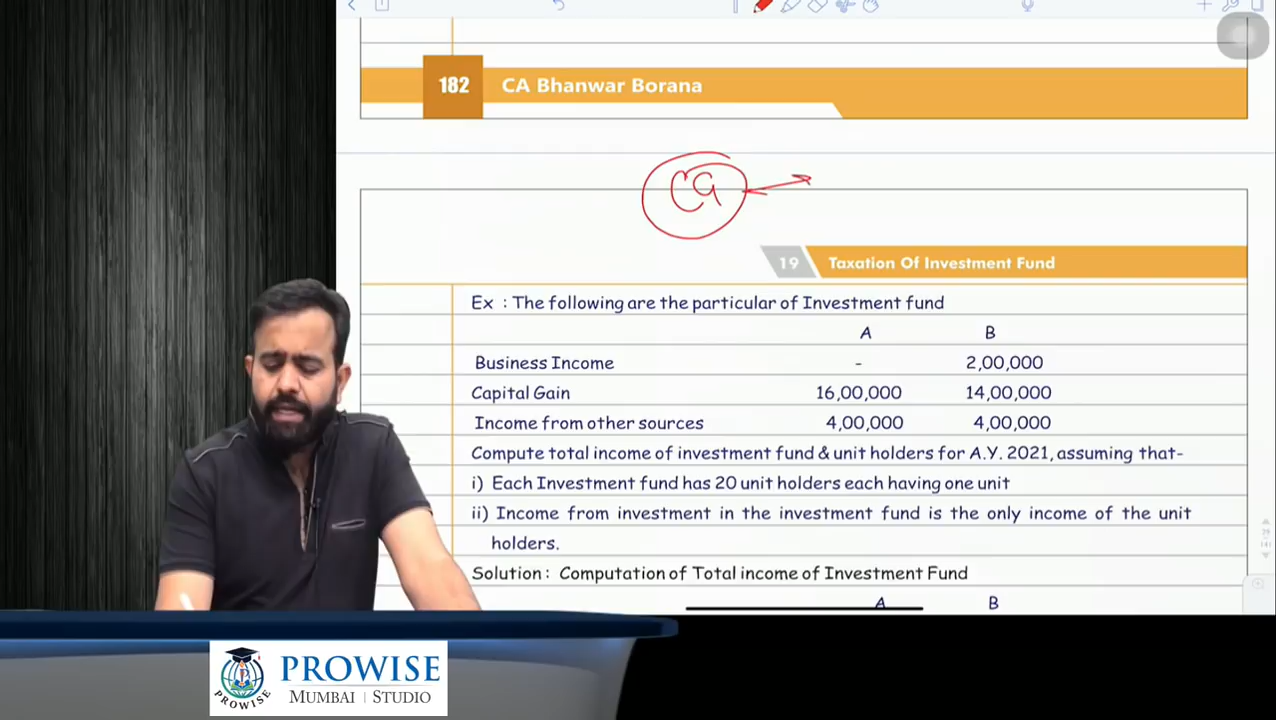 182 CA Bhanwar Borana
CG
19 Taxation Of Investment Fund
Ex : The following are the particular of Investment fund
A B
Business Income - 2,00,000
Capital Gain 16,00,000 14,00,000
Income from other sources 4,00,000 4,00,000
Compute total income of investment fund & unit holders for A.Y. 2021, assuming that-
i) Each Investment fund has 20 unit holders each having one unit
ii) Income from investment in the investment fund is the only income of the unit
holders.
Solution : Computation of Total income of Investment Fund
A B
PROWISE
PROWISE
MUMBAI | STUDIO